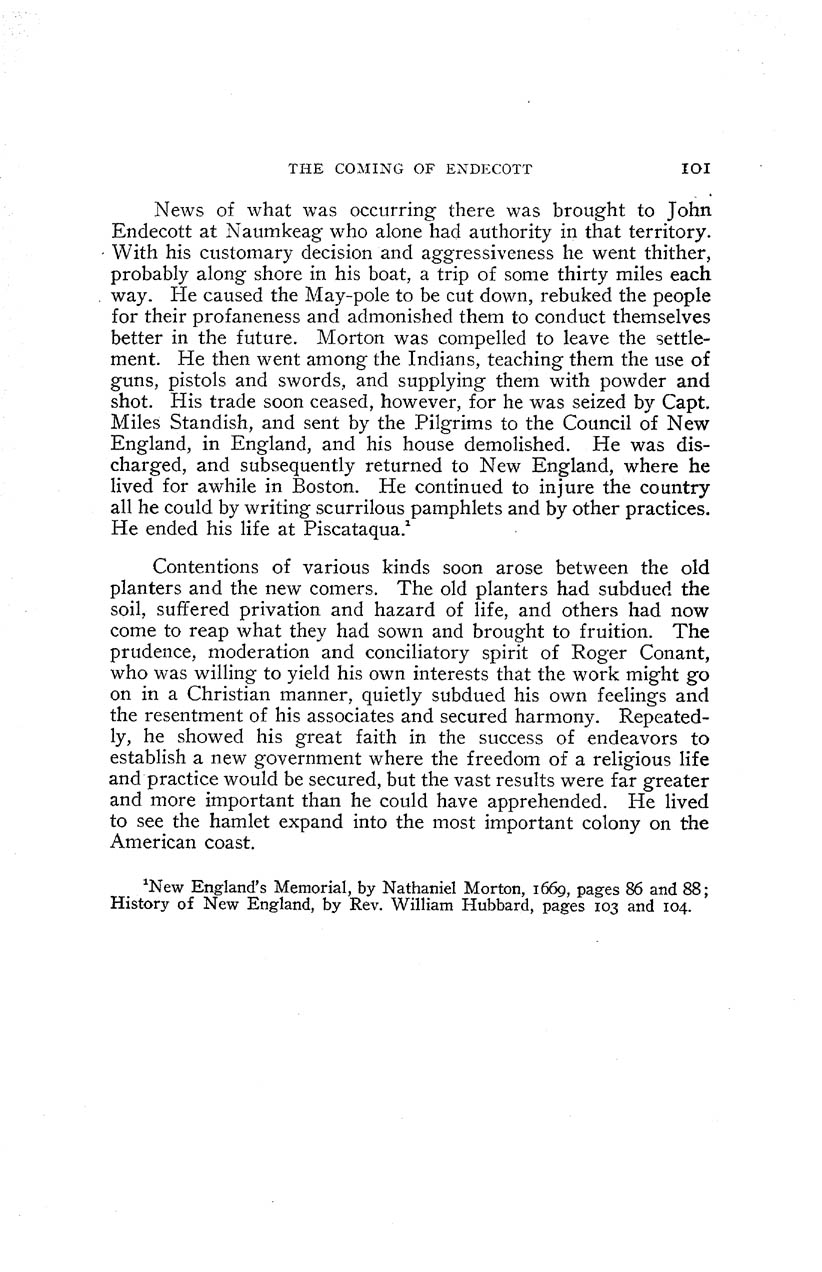 THE COMING OF ENDECOTT 101
News of what was occurring there was brought to John
Endecott at Naumkeag who alone had authority in that territory.
With his customary decision and aggressiveness he went thither,
probably along shore in his boat, a trip of some thirty miles each
way. He caused the May-pole to be cut down, rebuked the people
for their profaneness and admonished them to conduct themselves
better in the future. Morton was compelled to leave the settle-
ment. He then went among the Indians, teaching them the use of
guns, pistols and swords, and supplying them with powder and
shot. His trade soon ceased, however, for he was seized by Capt.
Miles Standish, and sent by the Pilgrims to the Council of New
England, in England, and his house demolished. He was dis-
charged, and subsequently returned to New England, where he
lived for awhile in Boston. He continued to injure the country
all he could by writing scurrilous pamphlets and by other practices.
He ended his life at Piscataqua.¹
Contentions of various kinds soon arose between the old
planters and the new comers. The old planters had subdued the
soil, suffered privation and hazard of life, and others had now
come to reap what they had sown and brought to fruition. The
prudence, moderation and conciliatory spirit of Roger Conant,
who was willing to yield his own interests that the work might go
on in a Christian manner, quietly subdued his own feelings and
the resentment of his associates and secured harmony. Repeated-
ly, he showed his great faith in the success of endeavors to
establish a new government where the freedom of a religious life
and practice would be secured, but the vast results were far greater
and more important than he could have apprehended. He lived
to see the hamlet expand into the most important colony on the
American coast.
¹New England's Memorial, by Nathaniel Morton, 1669, pages 86 and 88;
History of New England, by Rev. William Hubbard, pages 103 and 104.